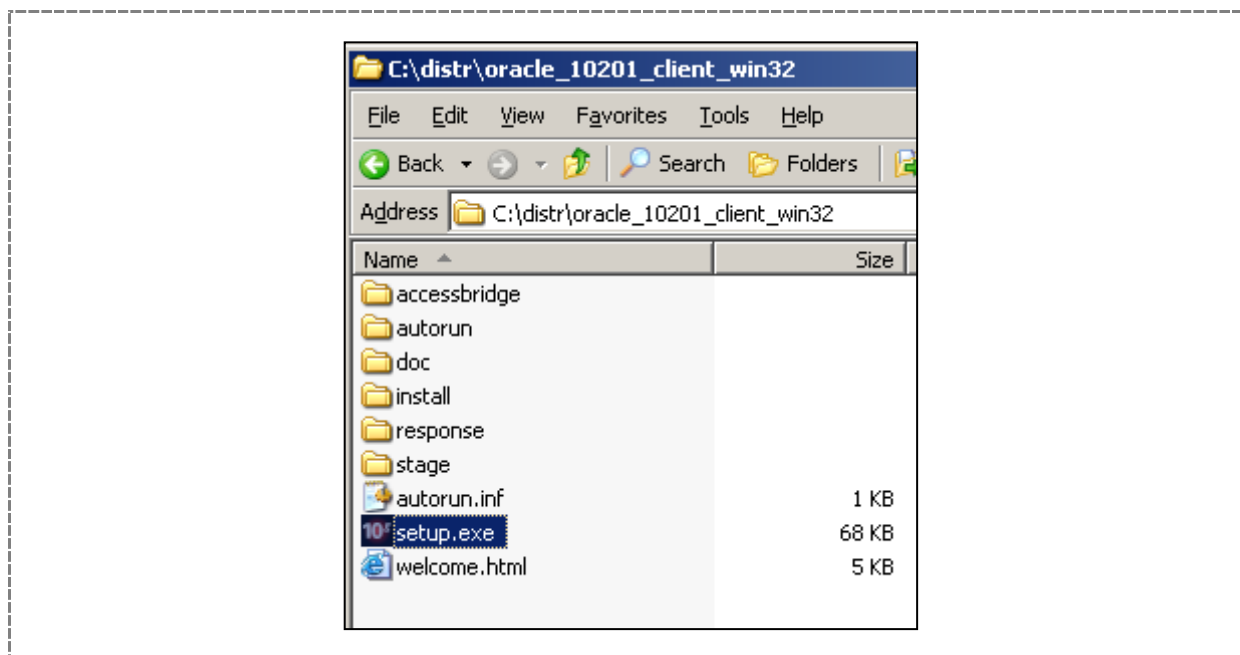 C:\distr\oracle_10201_client_win32
File Edit View Favorites Tools Help
Back Search Folders
Address C:\distr\oracle_10201_client_win32
Name Size
accessbridge
autorun
doc
install
response
stage
autorun.inf 1 KB
10g setup.exe 68 KB
welcome.html 5 KB